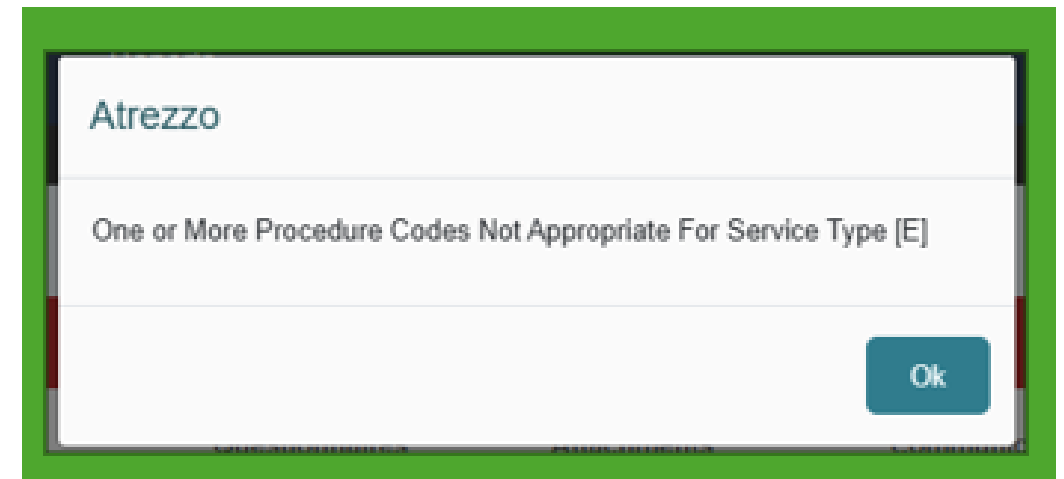 Atrezzo
One or More Procedure Codes Not Appropriate For Service Type [E]
Ok